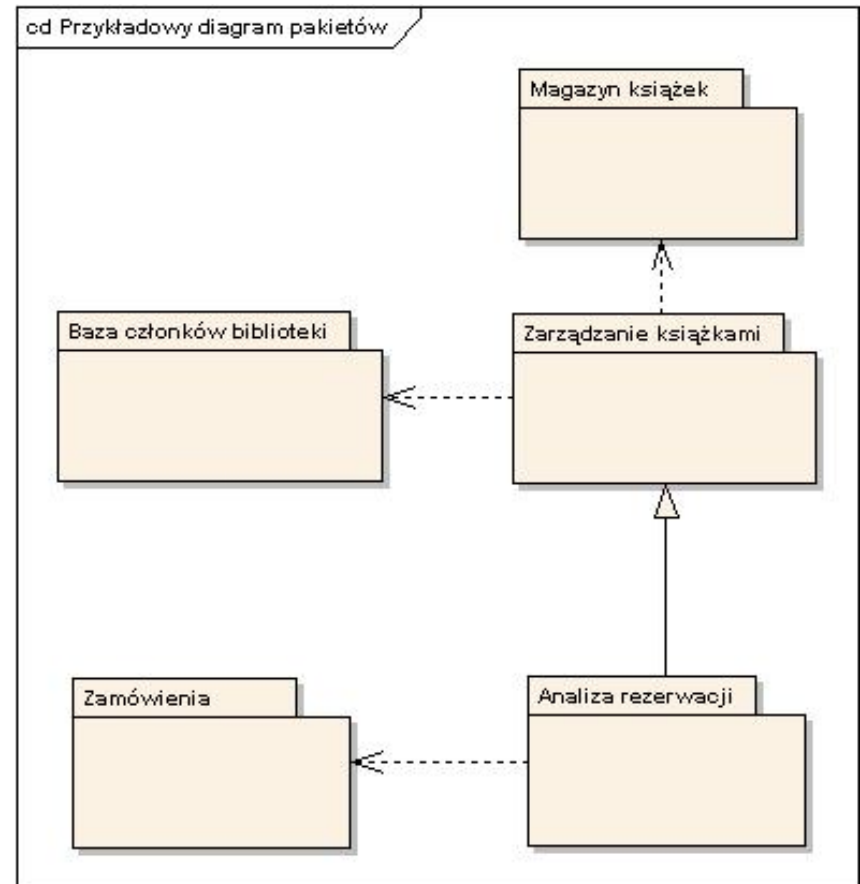 cd Przykładowy diagram pakietów
Magazyn książek
Baza członków biblioteki
Zarządzanie książkami
Zamówienia
Analiza rezerwacji